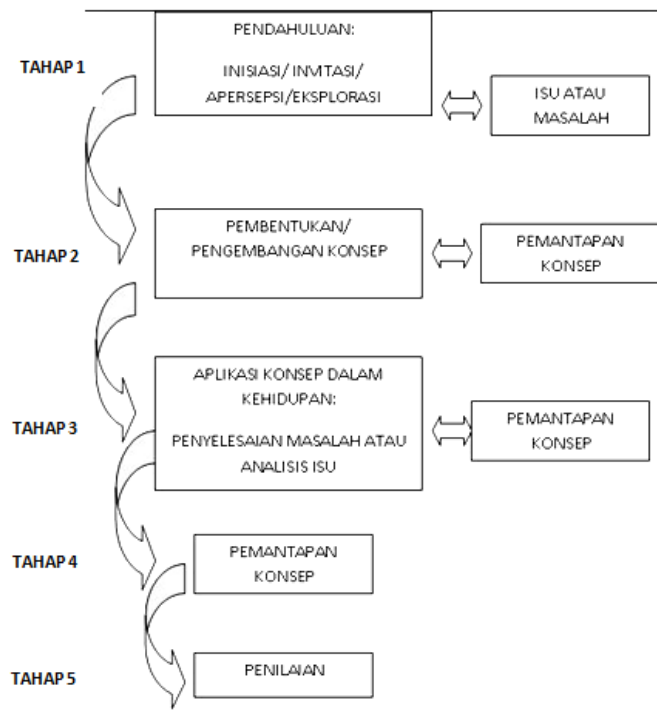 TAHAP 1
PENDAHULUAN:
INISIASI/ INVITASI/
APERSEPSI/EKSPLORASI
ISU ATAU
MASALAH
TAHAP 2
PEMBENTUKAN/
PENGEMBANGAN KONSEP
PEMANTAPAN
KONSEP
TAHAP 3
APLIKASI KONSEP DALAM
KEHIDUPAN:
PENYELESAIAN MASALAH ATAU
ANALISIS ISU
PEMANTAPAN
KONSEP
TAHAP 4
PEMANTAPAN
KONSEP
TAHAP 5
PENILAIAN